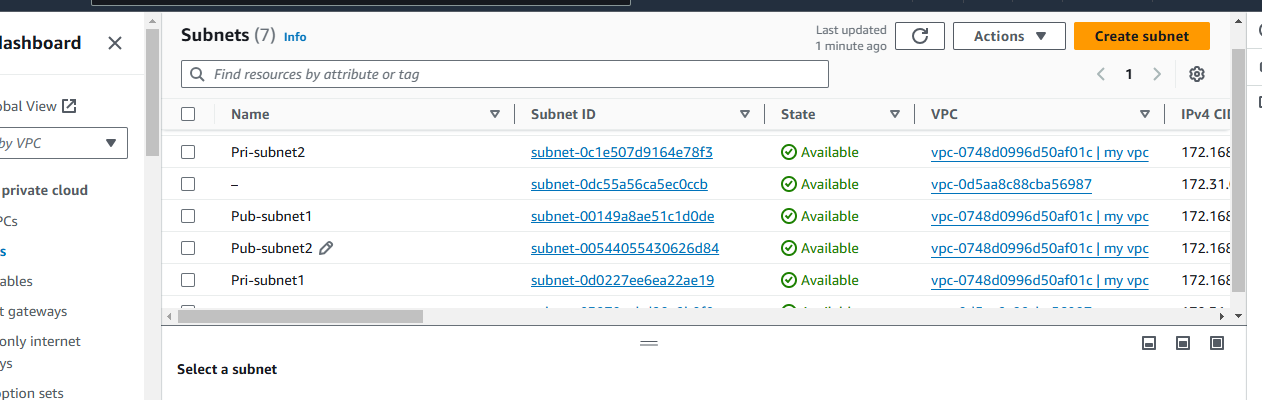 dashboard
Subnets (7) Info
Last updated
1 minute ago
Actions
Create subnet
Find resources by attribute or tag
1
obal View
by VPC
private cloud
PCs
s
ables
t gateways
only internet
ys
option sets
Name Subnet ID State VPC IPv4 CI
Pri-subnet2 subnet-0c1e507d9164e78f3 Available vpc-0748d0996d50af01c | my vpc 172.168
– subnet-0dc55a56ca5ec0ccb Available vpc-0d5aa8c88cba56987 172.31.
Pub-subnet1 subnet-00149a8ae51c1d0de Available vpc-0748d0996d50af01c | my vpc 172.168
Pub-subnet2 subnet-00544055430626d84 Available vpc-0748d0996d50af01c | my vpc 172.168
Pri-subnet1 subnet-0d0227ee6ea22ae19 Available vpc-0748d0996d50af01c | my vpc 172.168
Select a subnet